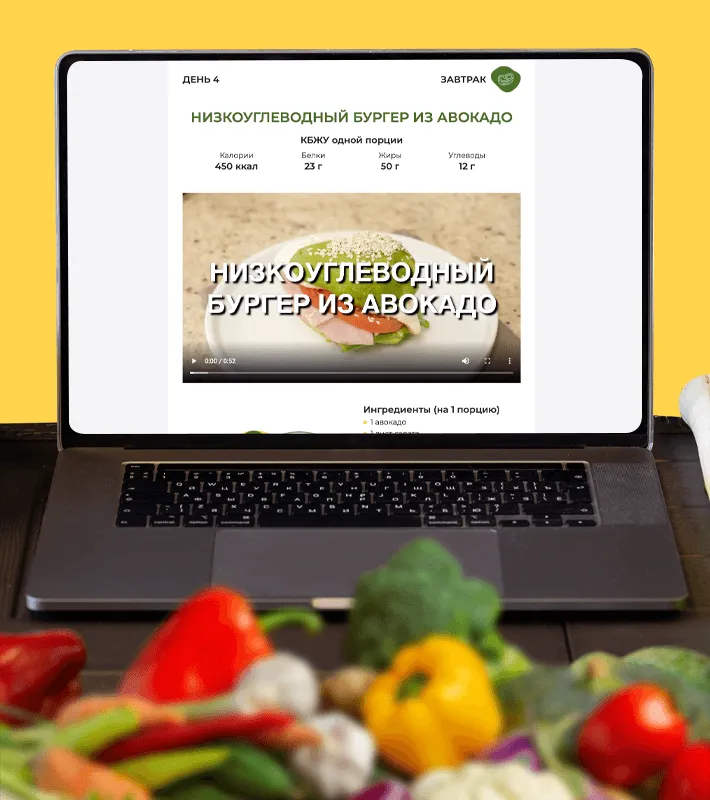 ДЕНЬ 4
ЗАВТРАК
НИЗКОУГЛЕВОДНЫЙ БУРГЕР ИЗ АВОКАДО
КБЖУ одной порции
Калории Белки Жиры Углеводы
450 ккал 23 г 50 г 12 г
НИЗКОУГЛЕВОДНЫЙ
БУРГЕР ИЗ АВОКАДО
0:00 / 0:52
Ингредиенты (на 1 порцию)
1 авокадо